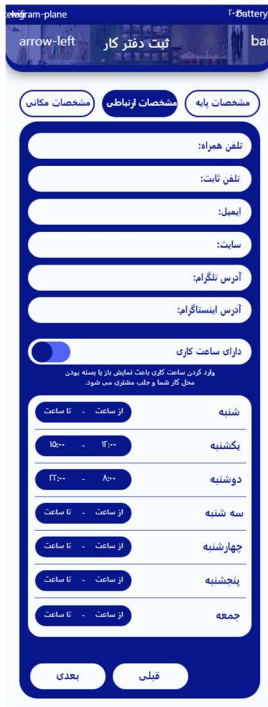 telegram-plane
battery
arrow-left
ثبت دفتر کار
bar
مشخصات پایه
مشخصات ارتباطی
مشخصات مکانی
تلفن همراه:
تلفن ثابت:
ایمیل:
سایت:
آدرس تلگرام:
آدرس اینستاگرام:
دارای ساعت کاری
وارد کردن ساعت کاری باعث نمایش باز یا بسته بودن
محل کار شما و جلب مشتری می شود.
شنبه از ساعت - تا ساعت
یکشنبه ۱۲:۰۰ - ۱۵:۰۰
دوشنبه ۸:۰۰ - ۲۲:۰۰
سه شنبه از ساعت - تا ساعت
چهارشنبه از ساعت - تا ساعت
پنجشنبه از ساعت - تا ساعت
جمعه از ساعت - تا ساعت
قبلی
بعدی